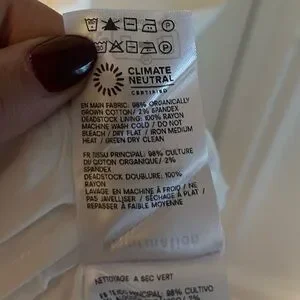 CLIMATE
NEUTRAL
CERTIFIED
EN MAIN FABRIC: 98% ORGANICALLY
GROWN COTTON/ 2% SPANDEX
DEADSTOCK LINING: 100% RAYON
MACHINE WASH COLD / DO NOT
BLEACH / DRY FLAT / IRON MEDIUM
HEAT / GREEN DRY CLEAN
FR TISSU PRINCIPAL: 98% CULTURE
DU COTON ORGANIQUE/ 2%
SPANDEX
DEADSTOCK DOUBLURE: 100%
RAYON
LAVAGE EN MACHINE À FROID / NE
PAS JAVELLISER / SÉCHAGE À PLAT /
REPASSER À FAIBLE MOYENNE
NETTOYAGE A SEC VERT
PRINCIPAL: 98% CULTIVO